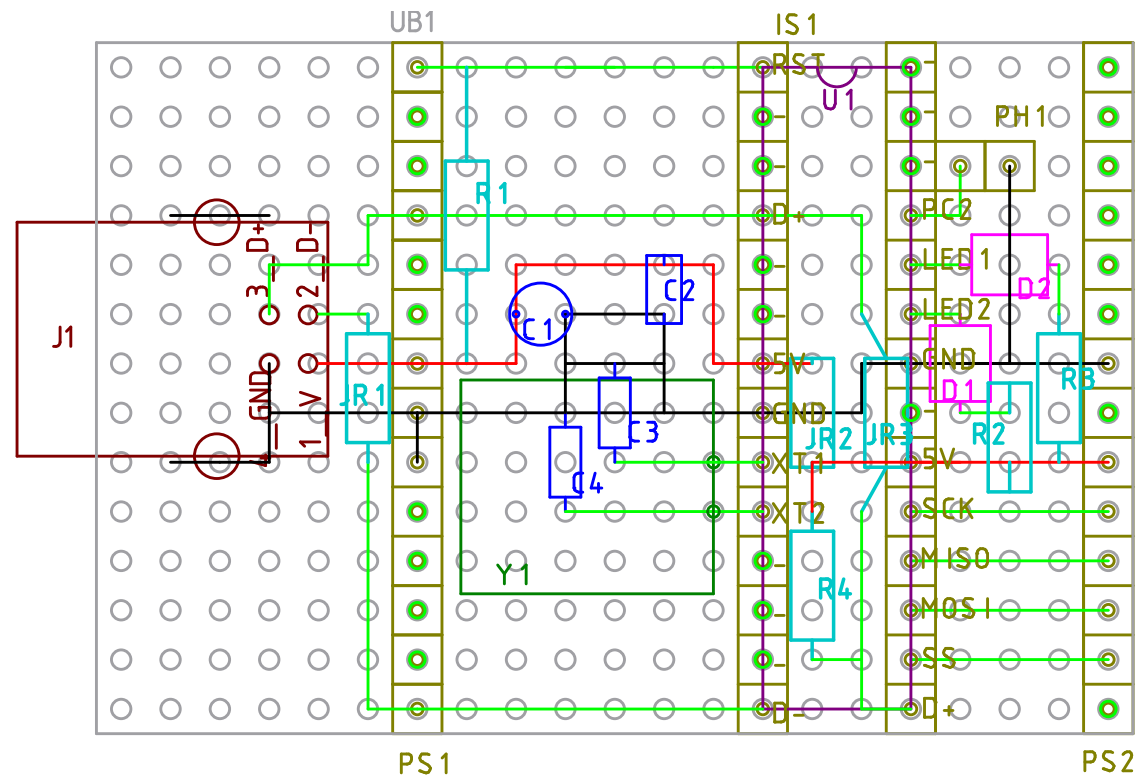 UB1
IS1
RST
-
U1
-
-
PH1
R1
-
-
D+
D-
D+
PC2
3
2
-
LED1
D2
C2
J1
C1
LED2
5V
GND
R3
GND
V
JR1
GND
D1
-
C3
JR2
JR3
R2
4
1
XT1
5V
C4
XT2
SCK
Y1
-
MISO
R4
-
MOSI
-
SS
D-
D+
PS1
PS2